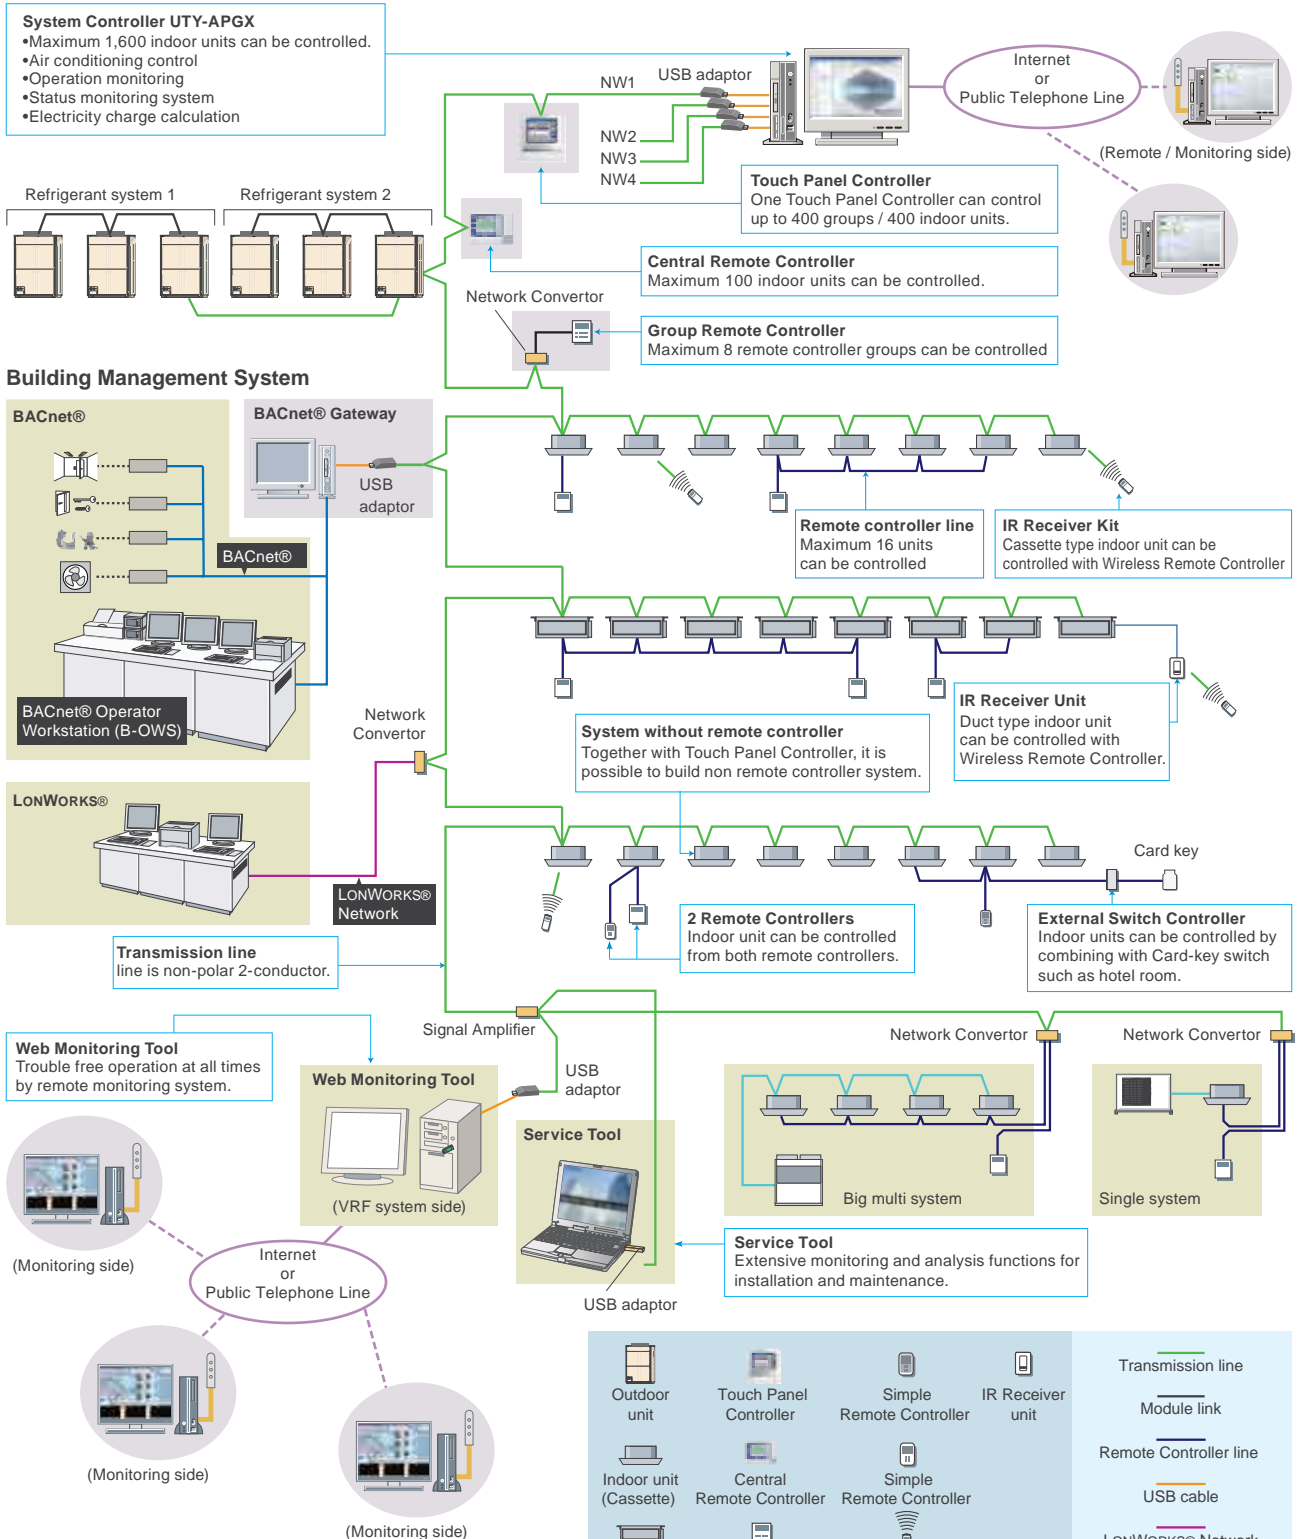 System Controller UTY-APGX
•Maximum 1,600 indoor units can be controlled.
•Air conditioning control
•Operation monitoring
•Status monitoring system
•Electricity charge calculation
NW1
USB adaptor
NW2
NW3
NW4
Internet
or
Public Telephone Line
(Remote / Monitoring side)
Touch Panel Controller
One Touch Panel Controller can control
up to 400 groups / 400 indoor units.
Refrigerant system 1
Refrigerant system 2
Central Remote Controller
Maximum 100 indoor units can be controlled.
Network Convertor
Group Remote Controller
Maximum 8 remote controller groups can be controlled
Building Management System
BACnet®
BACnet® Gateway
USB
adaptor
BACnet®
BACnet® Operator
Workstation (B-OWS)
Remote controller line
Maximum 16 units
can be controlled
IR Receiver Kit
Cassette type indoor unit can be
controlled with Wireless Remote Controller
IR Receiver Unit
Duct type indoor unit
can be controlled with
Wireless Remote Controller.
Network
Convertor
System without remote controller
Together with Touch Panel Controller, it is
possible to build non remote controller system.
LONWORKS®
LONWORKS®
Network
Card key
2 Remote Controllers
Indoor unit can be controlled
from both remote controllers.
External Switch Controller
Indoor units can be controlled by
combining with Card-key switch
such as hotel room.
Transmission line
line is non-polar 2-conductor.
Signal Amplifier
Network Convertor
Network Convertor
Web Monitoring Tool
Trouble free operation at all times
by remote monitoring system.
Web Monitoring Tool
(VRF system side)
USB
adaptor
Service Tool
USB adaptor
Big multi system
Single system
Service Tool
Extensive monitoring and analysis functions for
installation and maintenance.
(Monitoring side)
Internet
or
Public Telephone Line
(Monitoring side)
(Monitoring side)
Outdoor
unit
Touch Panel
Controller
Simple
Remote Controller
IR Receiver
unit
Indoor unit
(Cassette)
Central
Remote Controller
Simple
Remote Controller
Transmission line
Module link
Remote Controller line
USB cable
LONWORKS® Network